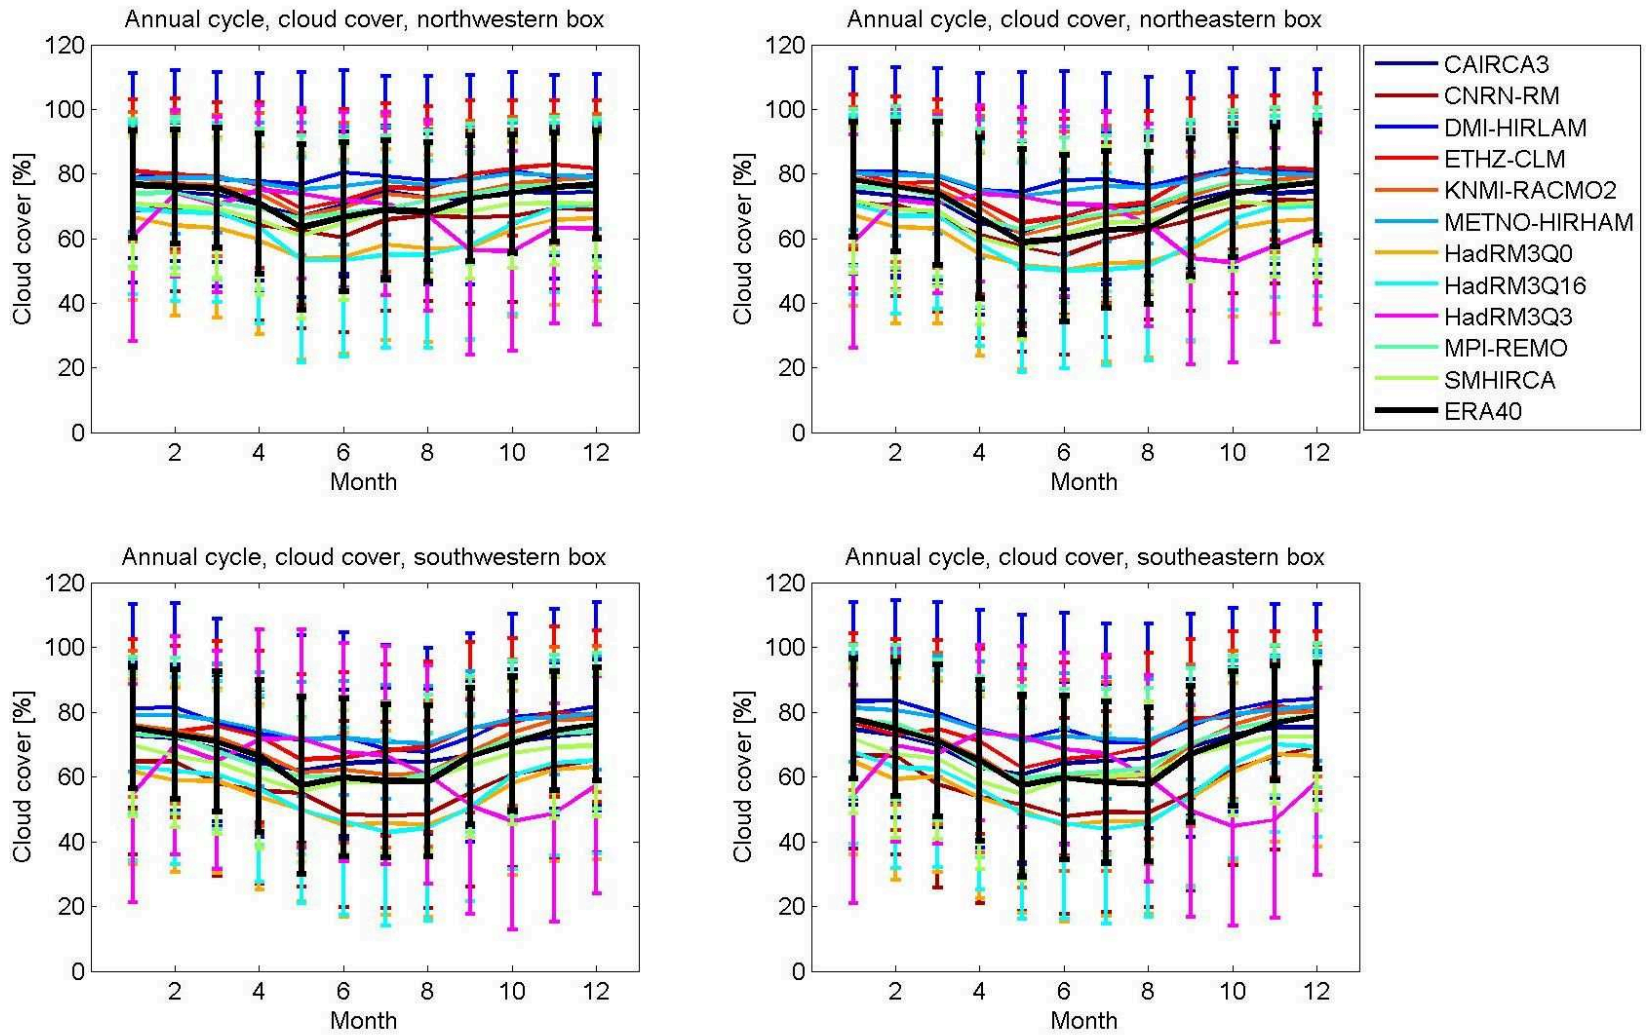 Annual cycle, cloud cover, northwestern box
120
100
80
60
40
20
0
Cloud cover [%]
2 4 6 8 10 12
Month
Annual cycle, cloud cover, northeastern box
120
100
80
60
40
20
0
Cloud cover [%]
2 4 6 8 10 12
Month
CAIRCA3
CNRN-RM
DMI-HIRLAM
ETHZ-CLM
KNMI-RACMO2
METNO-HIRHAM
HadRM3Q0
HadRM3Q16
HadRM3Q3
MPI-REMO
SMHIRCA
ERA40
Annual cycle, cloud cover, southwestern box
120
100
80
60
40
20
0
Cloud cover [%]
2 4 6 8 10 12
Month
Annual cycle, cloud cover, southeastern box
120
100
80
60
40
20
0
Cloud cover [%]
2 4 6 8 10 12
Month